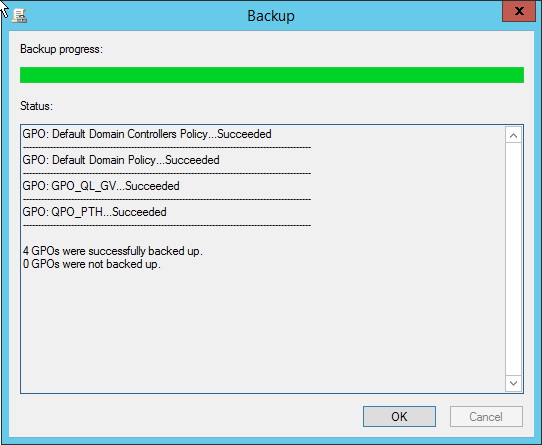 Backup
x
Backup progress:
Status:
GPO: Default Domain Controllers Policy...Succeeded
GPO: Default Domain Policy...Succeeded
GPO: GPO_QL_GV...Succeeded
GPO: QPO_PTH...Succeeded
4 GPOs were successfully backed up.
0 GPOs were not backed up.
OK
Cancel